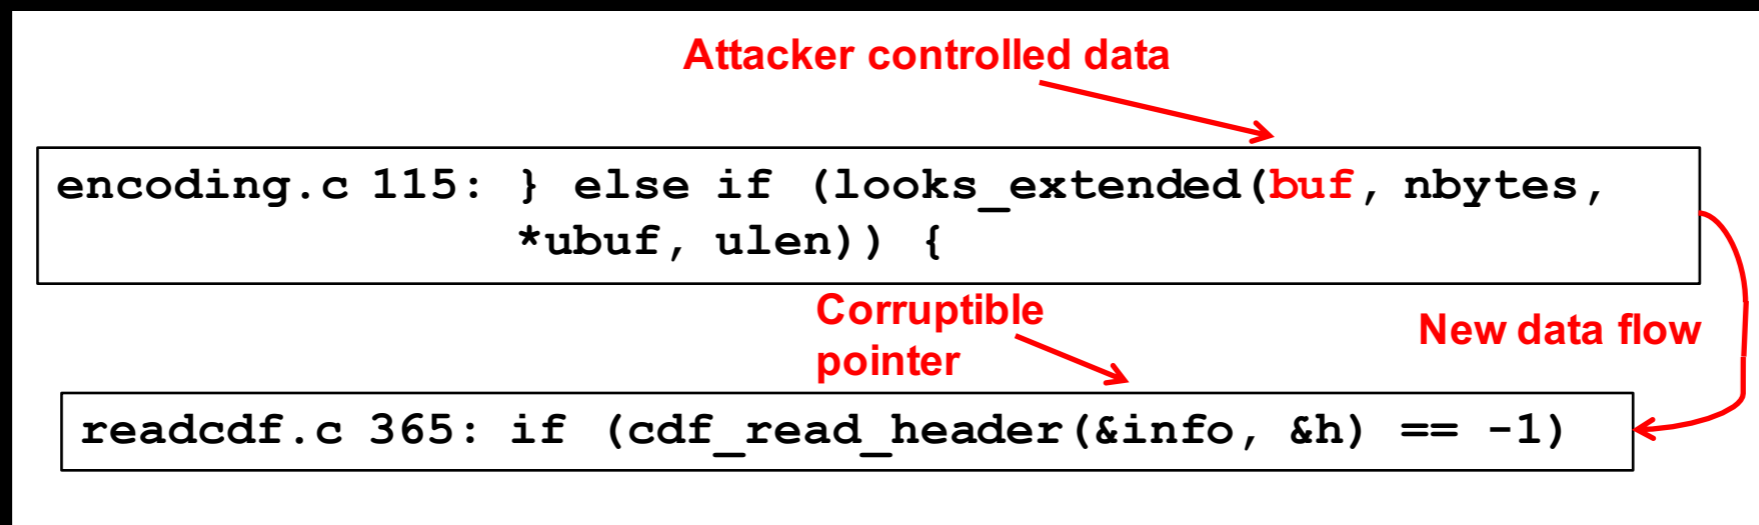 Attacker controlled data
encoding.c 115: } else if (looks_extended(buf, nbytes,
*ubuf, ulen)) {
Corruptible
pointer
New data flow
readcdf.c 365: if (cdf_read_header(&info, &h) == -1)